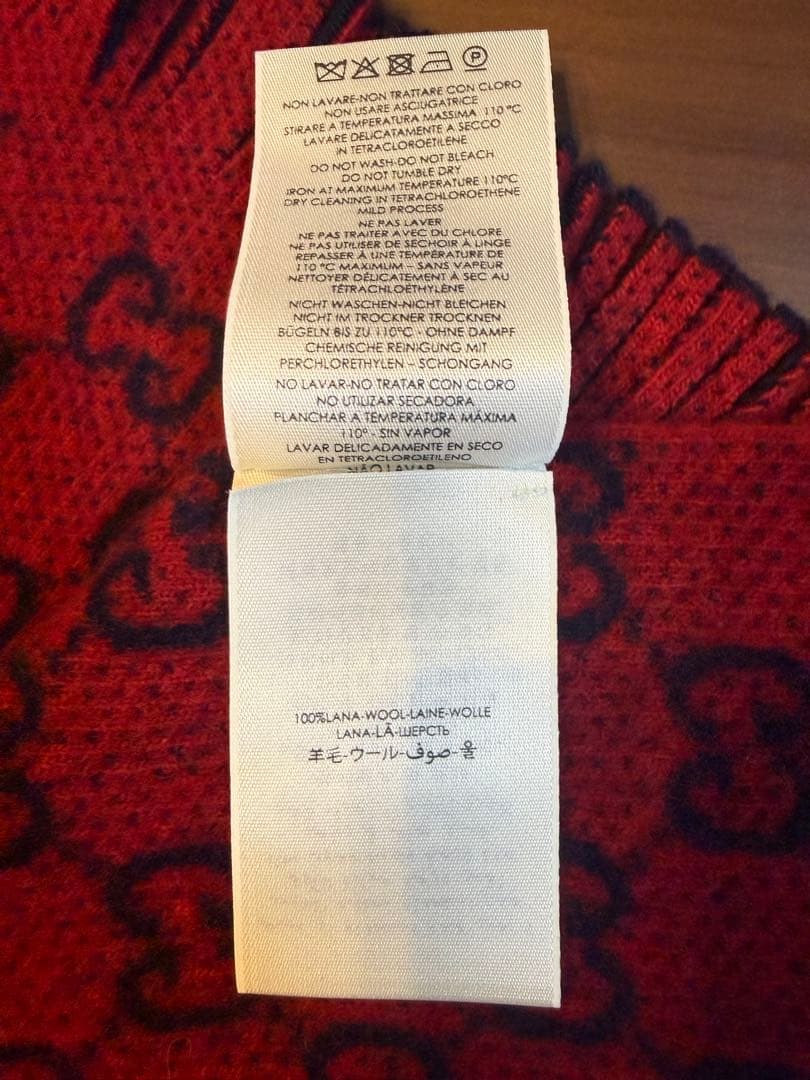 P
NON LAVARE-NON TRATTARE CON CLORO
NON USARE ASCIUGATRICE
STIRARE A TEMPERATURA MASSIMA 110 °C
LAVARE DELICATAMENTE A SECCO
IN TETRACLOROETILENE
DO NOT WASH-DO NOT BLEACH
DO NOT TUMBLE DRY
IRON AT MAXIMUM TEMPERATURE 110°C
DRY CLEANING IN TETRACHLOROETHENE
MILD PROCESS
NE PAS LAVER
NE PAS TRAITER AVEC DU CHLORE
NE PAS UTILISER DE SECHOIR À LINGE
REPASSER À UNE TEMPÉRATURE DE
110 °C MAXIMUM – SANS VAPEUR
NETTOYER DÉLICATEMENT À SEC AU
TÉTRACHLOÉTHYLÈNE
NICHT WASCHEN-NICHT BLEICHEN
NICHT IM TROCKNER TROCKNEN
BÜGELN BIS ZU 110°C - OHNE DAMPF
CHEMISCHE REINIGUNG MIT
PERCHLORETHYLEN – SCHONGANG
NO LAVAR-NO TRATAR CON CLORO
NO UTILIZAR SECADORA
PLANCHAR A TEMPERATURA MÁXIMA
110° - SIN VAPOR
LAVAR DELICADAMENTE EN SECO
EN TETRACLOROETILENO
NÃO LAVAR
100%LANA-WOOL-LAINE-WOLLE
LANA-LÃ-ШЕРСТЬ
羊毛-ウール-صوف-울